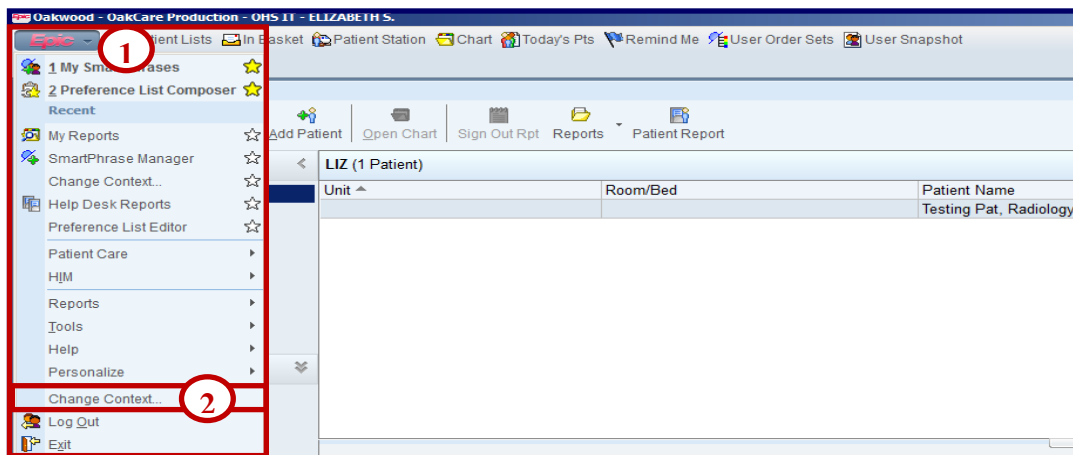 Epic Oakwood - OakCare Production - OHS IT - ELIZABETH S.
Epic 1 ient Lists In Basket Patient Station Chart Today's Pts Remind Me User Order Sets User Snapshot
1 My Sma rases
2 Preference List Composer
Recent
Add Patient Open Chart Sign Out Rpt Reports Patient Report
My Reports
SmartPhrase Manager
LIZ (1 Patient)
Change Context...
Unit Room/Bed Patient Name
Help Desk Reports
Testing Pat, Radiology
Preference List Editor
Patient Care
HIM
Reports
Tools
Help
Personalize
Change Context... 2
Log Out
Exit